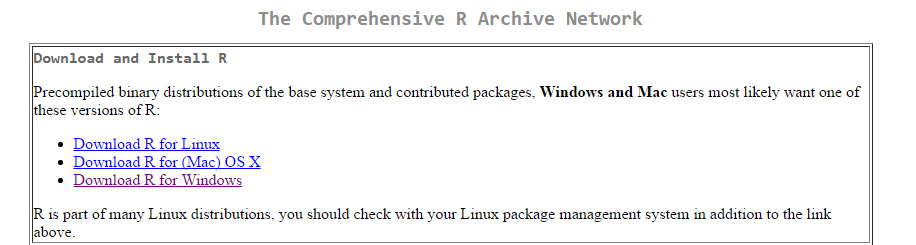 The Comprehensive R Archive Network
Download and Install R
Precompiled binary distributions of the base system and contributed packages, Windows and Mac users most likely want one of
these versions of R:
Download R for Linux
Download R for (Mac) OS X
Download R for Windows
R is part of many Linux distributions, you should check with your Linux package management system in addition to the link
above.